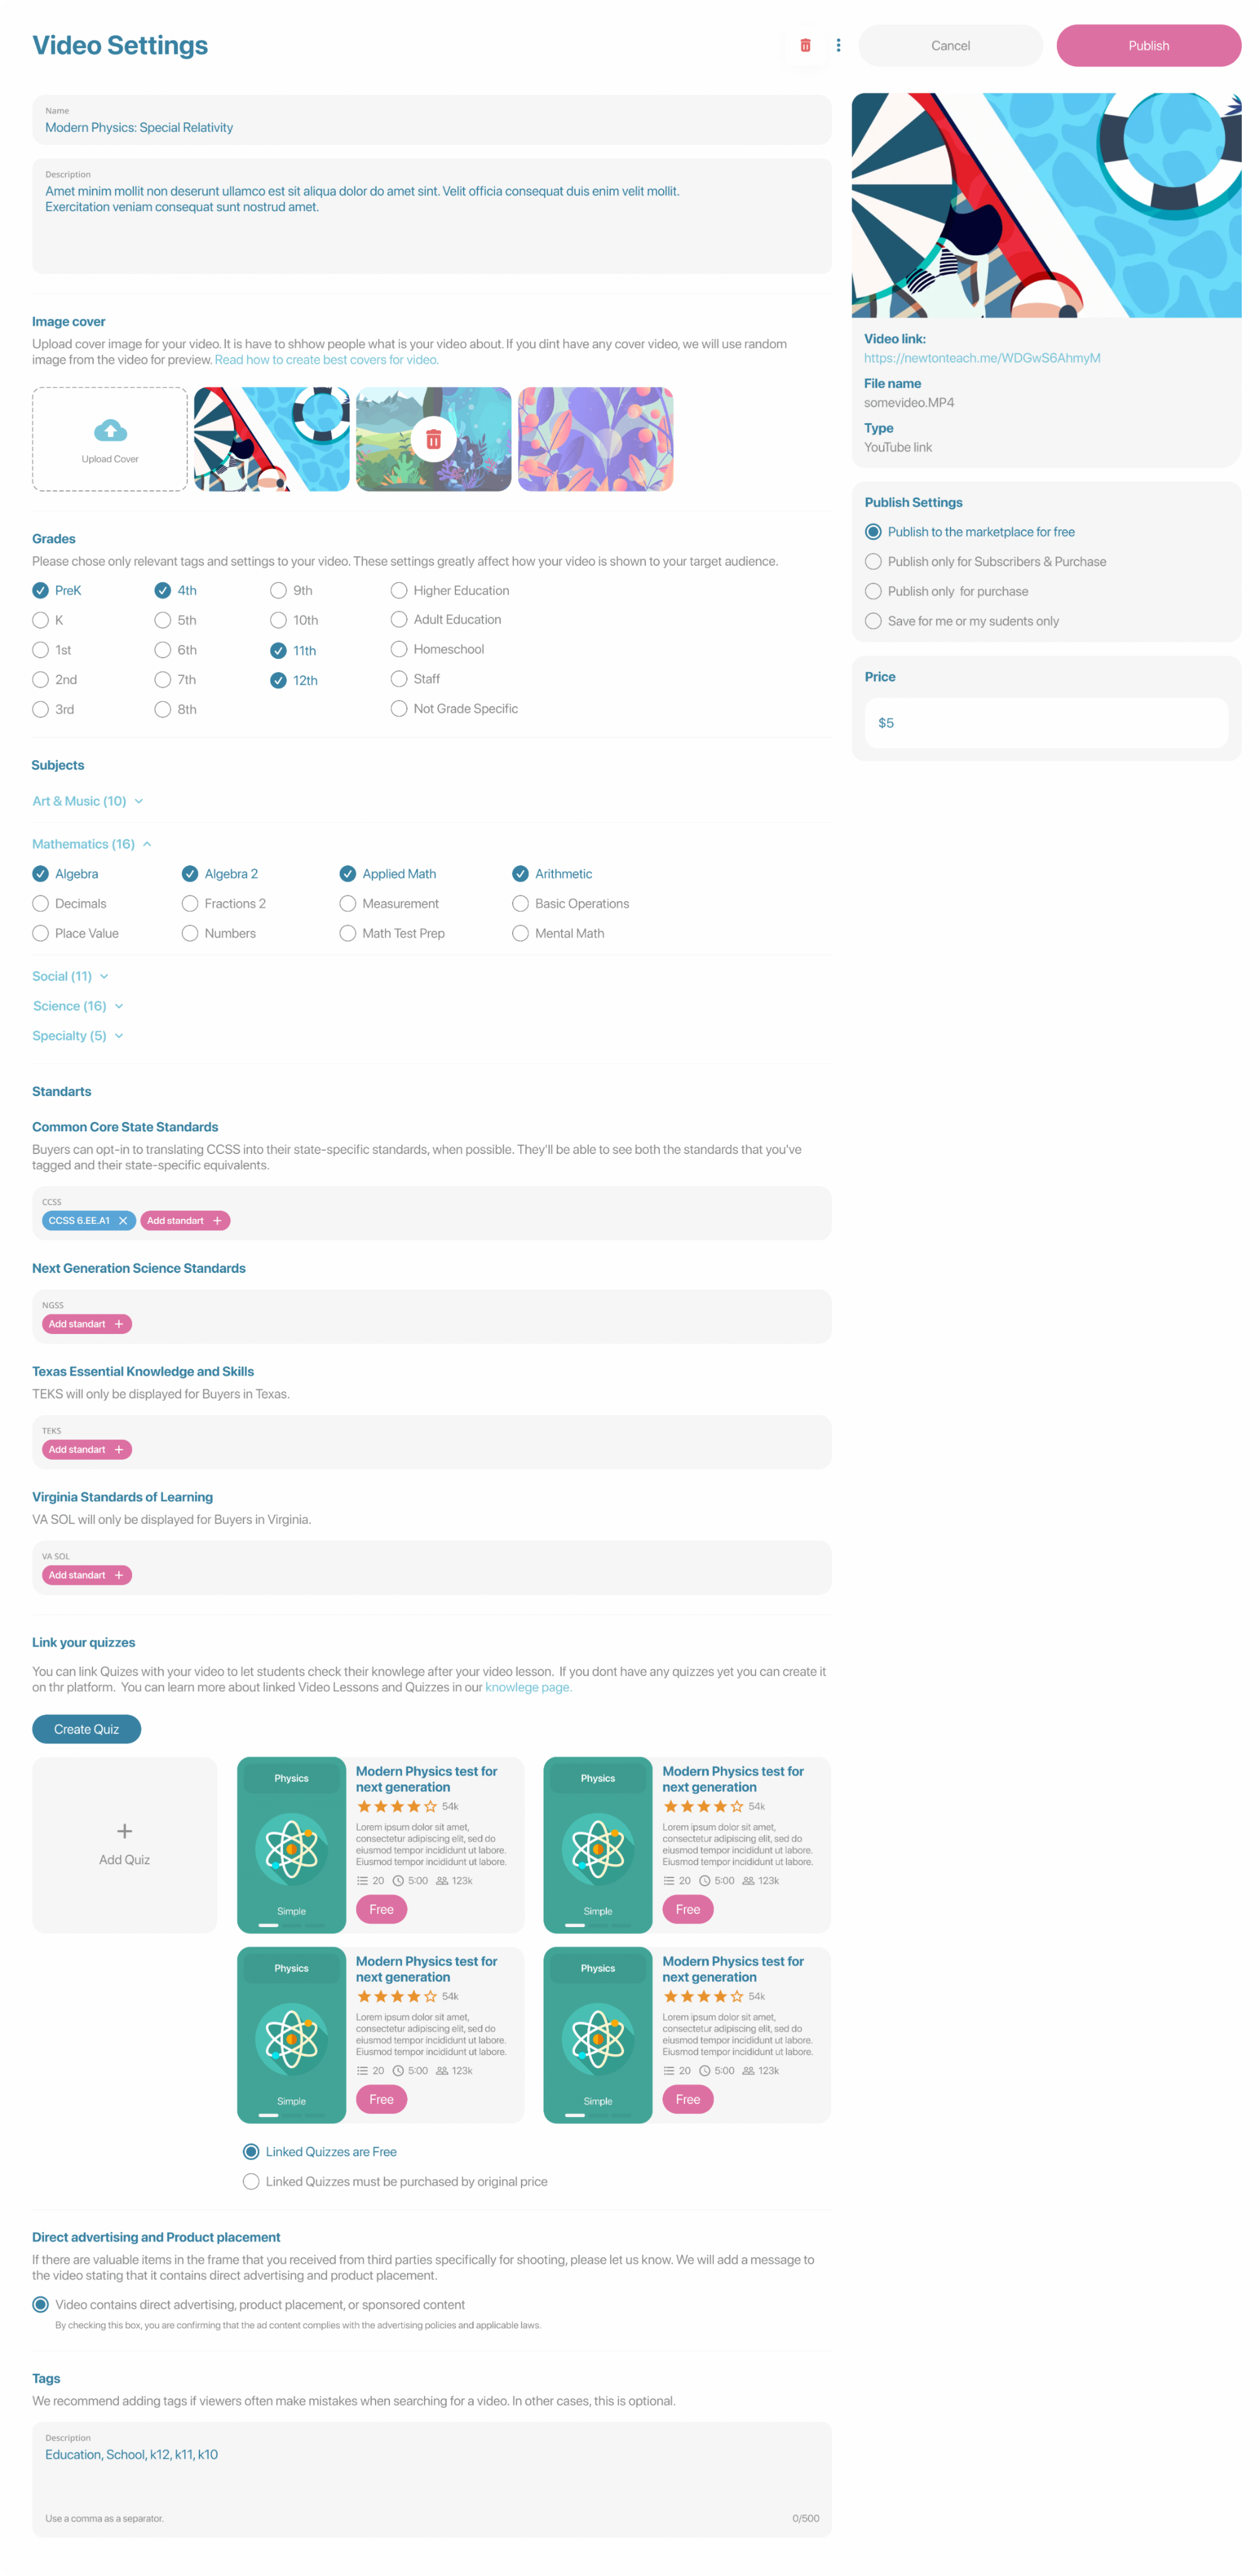 Video Settings
Cancel
Publish
Name
Modern Physics: Special Relativity
Description
Amet minim mollit non deserunt ullamco est sit aliqua dolor do amet sint. Velit officia consequat duis enim velit mollit.
Exercitation veniam consequat sunt nostrud amet.
Image cover
Upload cover image for your video. It is have to shhow people what is your video about. If you dint have any cover video, we will use random
image from the video for preview. Read how to create best covers for video.
Upload Cover
Grades
Please chose only relevant tags and settings to your video. These settings greatly affect how your video is shown to your target audience.
PreK
4th
9th
Higher Education
K
5th
10th
Adult Education
1st
6th
11th
Homeschool
2nd
7th
12th
Staff
3rd
8th
Not Grade Specific
Subjects
Art & Music (10)
Mathematics (16)
Algebra
Algebra 2
Applied Math
Arithmetic
Decimals
Fractions 2
Measurement
Basic Operations
Place Value
Numbers
Math Test Prep
Mental Math
Social (11)
Science (16)
Specialty (5)
Standarts
Common Core State Standards
Buyers can opt-in to translating CCSS into their state-specific standards, when possible. They'll be able to see both the standards that you've
tagged and their state-specific equivalents.
CCSS
CCSS 6.EE.A1
Add standart
Next Generation Science Standards
NGSS
Add standart
Texas Essential Knowledge and Skills
TEKS will only be displayed for Buyers in Texas.
TEKS
Add standart
Virginia Standards of Learning
VA SOL will only be displayed for Buyers in Virginia.
VA SOL
Add standart
Link your quizzes
You can link Quizes with your video to let students check their knowlege after your video lesson. If you dont have any quizzes yet you can create it
on thr platform. You can learn more about linked Video Lessons and Quizzes in our knowlege page.
Create Quiz
Add Quiz
Physics
Simple
Modern Physics test for
next generation
54k
Lorem ipsum dolor sit amet,
consectetur adipiscing elit, sed do
eiusmod tempor incididunt ut labore.
Eiusmod tempor incididunt ut labore.
20 5:00 123k
Free
Physics
Simple
Modern Physics test for
next generation
54k
Lorem ipsum dolor sit amet,
consectetur adipiscing elit, sed do
eiusmod tempor incididunt ut labore.
Eiusmod tempor incididunt ut labore.
20 5:00 123k
Free
Physics
Simple
Modern Physics test for
next generation
54k
Lorem ipsum dolor sit amet,
consectetur adipiscing elit, sed do
eiusmod tempor incididunt ut labore.
Eiusmod tempor incididunt ut labore.
20 5:00 123k
Free
Physics
Simple
Modern Physics test for
next generation
54k
Lorem ipsum dolor sit amet,
consectetur adipiscing elit, sed do
eiusmod tempor incididunt ut labore.
Eiusmod tempor incididunt ut labore.
20 5:00 123k
Free
Linked Quizzes are Free
Linked Quizzes must be purchased by original price
Direct advertising and Product placement
If there are valuable items in the frame that you received from third parties specifically for shooting, please let us know. We will add a message to
the video stating that it contains direct advertising and product placement.
Video contains direct advertising, product placement, or sponsored content
By checking this box, you are confirming that the ad content complies with the advertising policies and applicable laws.
Tags
We recommend adding tags if viewers often make mistakes when searching for a video. In other cases, this is optional.
Description
Education, School, k12, k11, k10
Use a comma as a separator.
0/500
Video link:
https://newtonteach.me/WDGwS6AhmyM
File name
somevideo.MP4
Type
YouTube link
Publish Settings
Publish to the marketplace for free
Publish only for Subscribers & Purchase
Publish only for purchase
Save for me or my sudents only
Price
$5